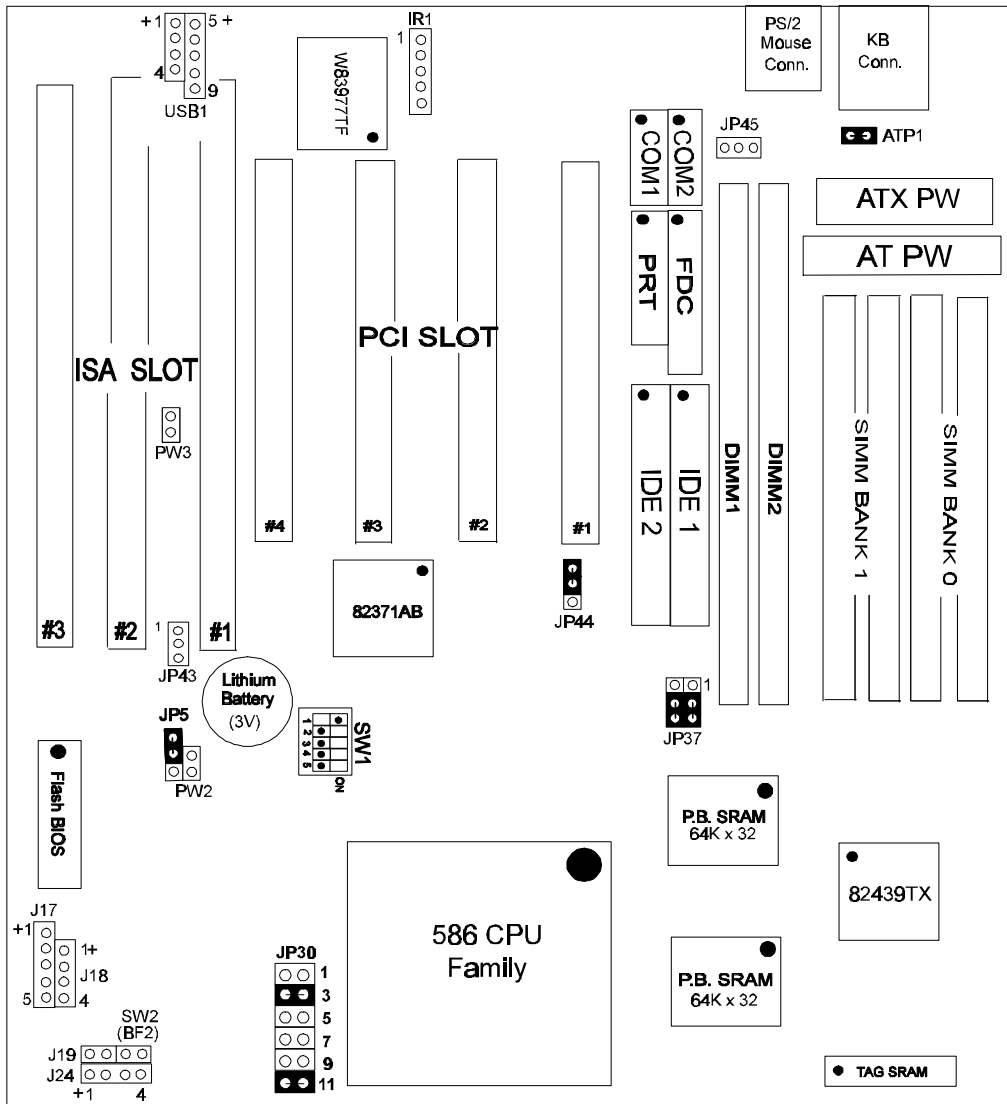 +1
5 +
4
9
USB1
W83977TF
IR1
1
PS/2
Mouse
Conn.
KB
Conn.
JP45
ATP1
COM1
COM2
ATX PW
AT PW
PRT
FDC
ISA SLOT
PCI SLOT
PW3
IDE 2
IDE 1
DIMM1
DIMM2
SIMM BANK 1
SIMM BANK 0
#4
#3
#2
#1
82371AB
JP44
#3
#2
#1
1
JP43
Lithium
Battery
(3V)
JP5
PW2
1
2
3
4
5
SW1
ON
1
JP37
Flash BIOS
P.B. SRAM
64K x 32
82439TX
586 CPU
Family
P.B. SRAM
64K x 32
J17
+1
1+
J18
5
4
SW2
(BF2)
J19
J24
+1
4
JP30
1
3
5
7
9
11
TAG SRAM